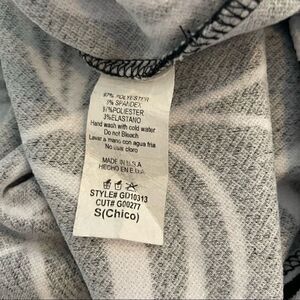 97% POLYESTER
3% SPANDEX
97%POLIESTER
3%ELASTANO
Hand wash with cold water
Do not Bleach
Lavar a mano con agua fria
No usar cloro
MADE IN U.S.A
HECHO EN E.U.A
STYLE# GD10313
CUT# G00277
S(Chico)